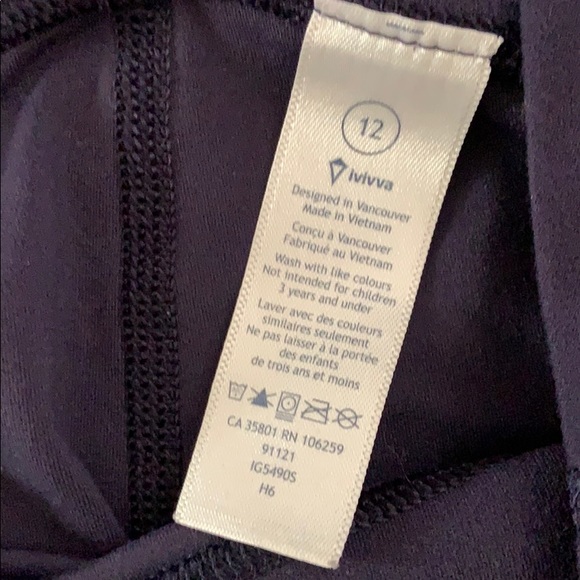 12
ivivva
Designed in Vancouver
Made in Vietnam
Conçu à Vancouver
Fabriqué au Vietnam
Wash with like colours
Not intended for children
3 years and under
Laver avec des couleurs
similaires seulement
Ne pas laisser à la portée
des enfants
de trois ans et moins
CA 35801 RN 106259
91121
IG5490S
H6